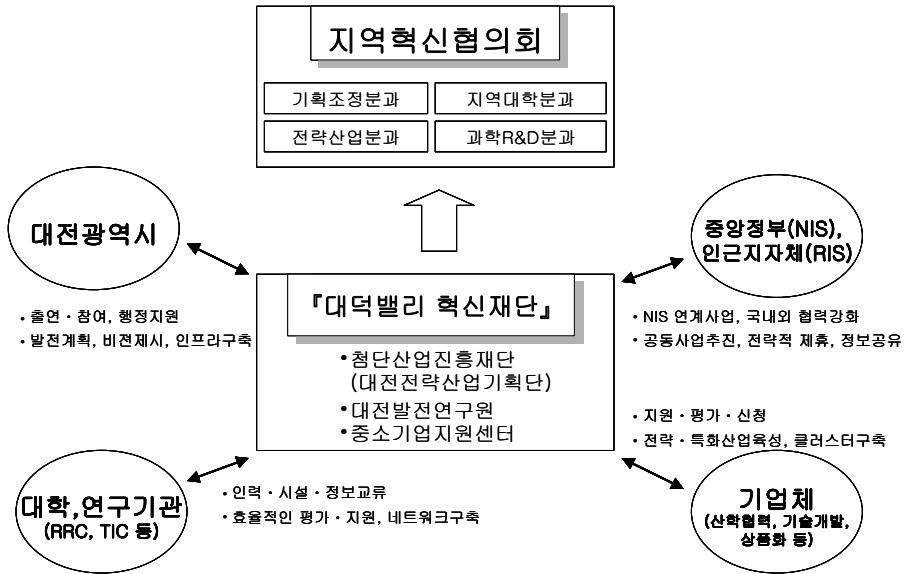 지역혁신협의회
기획조정분과
지역대학분과
전략산업분과
과학R&D분과
대전광역시
중앙정부(NIS),
인근지자체(RIS)
『대덕밸리 혁신재단』
• 출연・참여, 행정지원
• 발전계획, 비젼제시, 인프라구축
• NIS 연계사업, 국내외 협력강화
• 공동사업추진, 전략적 제휴, 정보공유
•첨단산업진흥재단
(대전전략산업기획단)
•대전발전연구원
•중소기업지원센터
• 지원・평가・신청
• 전략・특화산업육성, 클러스터구축
대학,연구기관
(RRC, TIC 등)
• 인력・시설・정보교류
• 효율적인 평가・지원, 네트워크구축
기업체
(산학협력, 기술개발,
상품화 등)